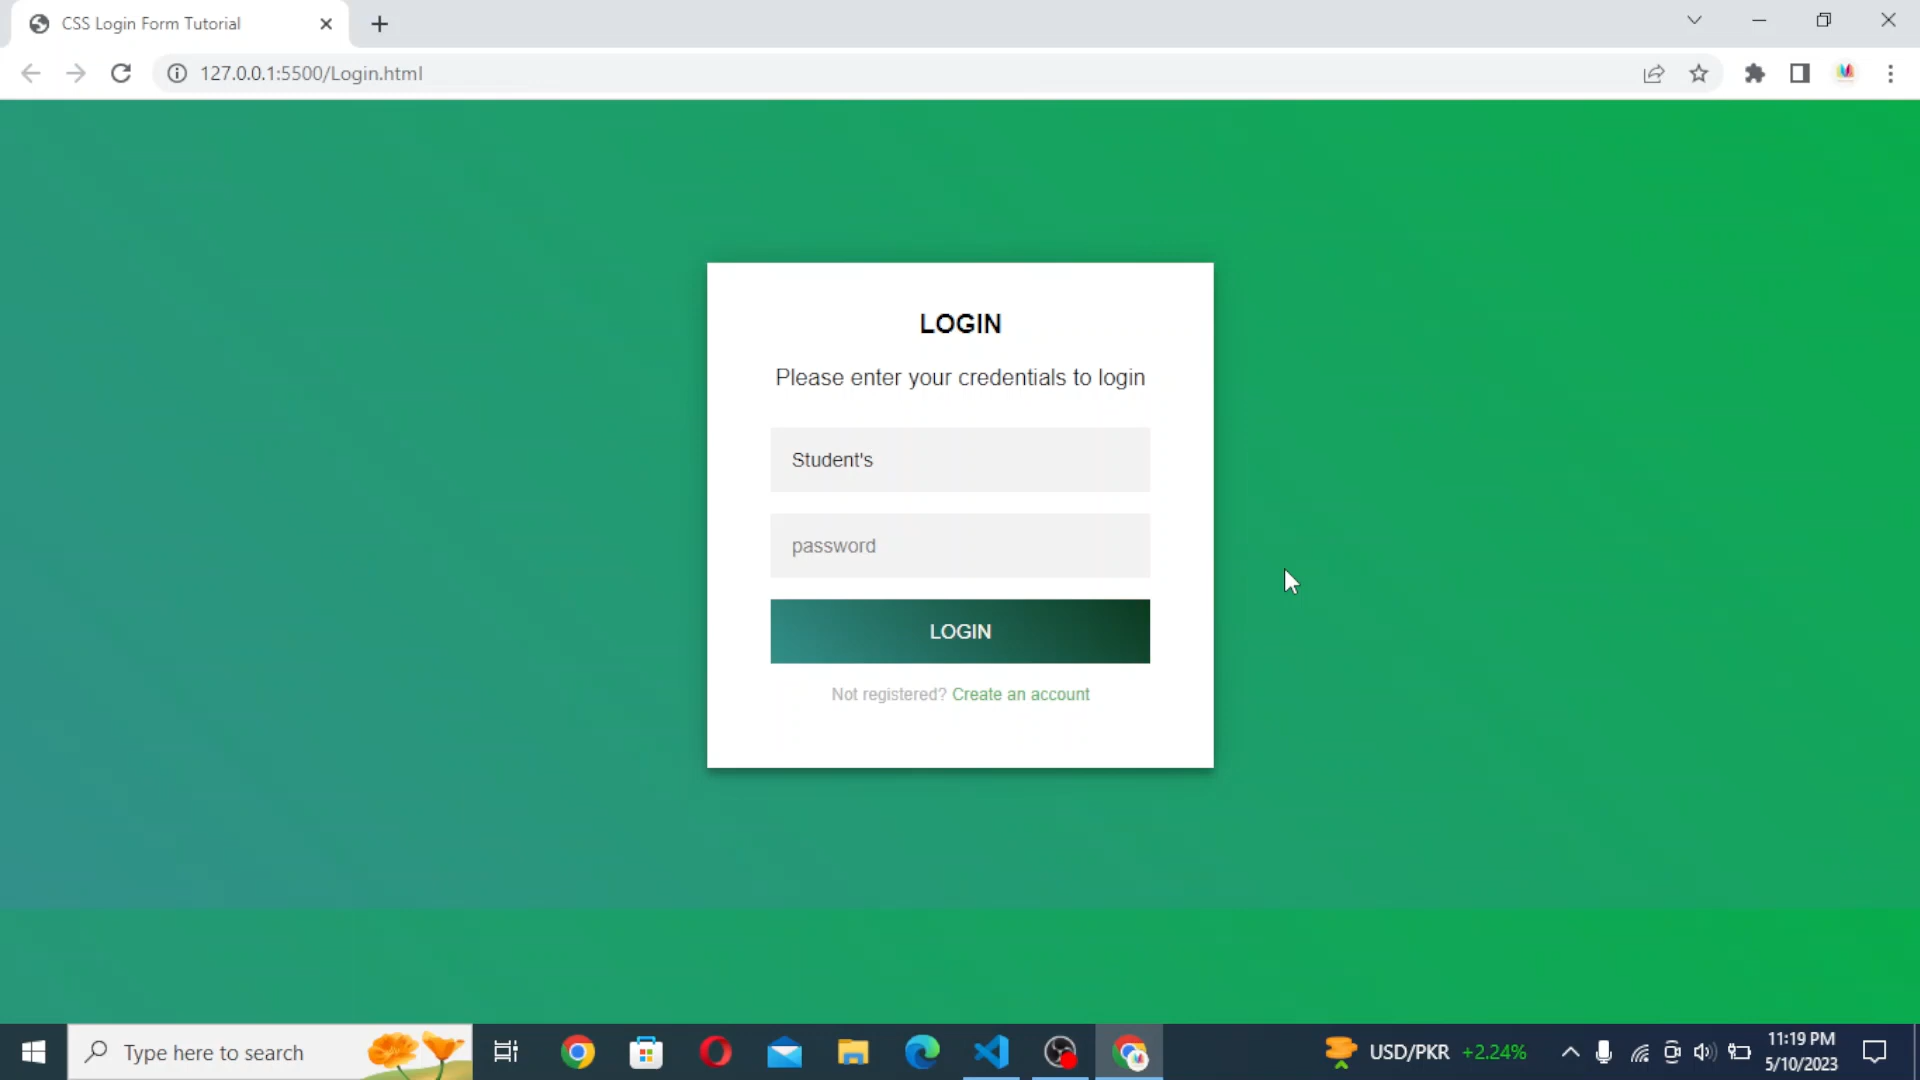 CSS Login Form Tutorial
127.0.0.1:5500/Login.html
LOGIN
Please enter your credentials to login
Student's
password
LOGIN
Not registered? Create an account
Type here to search
USD/PKR +2.24%
11:19 PM
5/10/2023